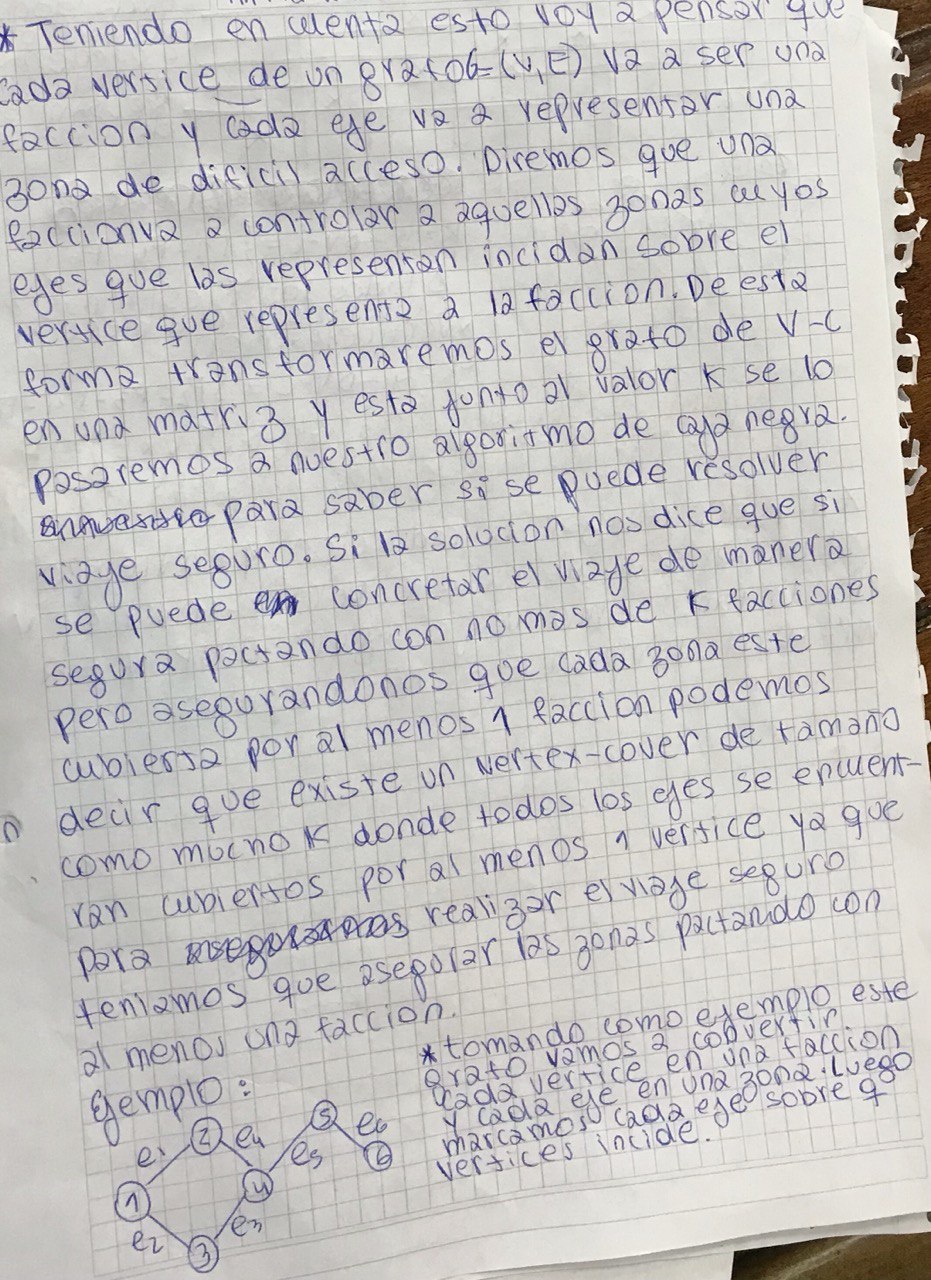 * Teniendo en cuenta esto voy a pensar que
cada vertice de un grafo G=(V,E) va a ser una
faccion y cada eje va a representar una
zona de dificil acceso. Diremos que una
faccion va a controlar a aquellas zonas cuyos
ejes que las representan incidan sobre el
vertice que representa a la faccion. De esta
forma transformaremos el grafo de V-C
en una matriz y esta junto al valor K se lo
pasaremos a nuestro algoritmo de caja negra.
para saber si se puede resolver
viaje seguro. Si la solucion nos dice que si
se puede concretar el viaje de manera
segura pactando con no mas de K facciones
pero asegurandonos que cada zona este
cubierta por al menos 1 faccion podemos
decir que existe un vertex-cover de tamaño
como mucho K donde todos los ejes se encuent-
ran cubiertos por al menos 1 vertice ya que
para realizar el viaje seguro
teniamos que asegurar las zonas pactando con
al menos una faccion.
ejemplo:
*tomando como ejemplo este
grafo vamos a convertir
cada vertice en una faccion
y cada eje en una zona. Luego
marcamos cada eje sobre q
vertices incide.
e1 2 e4 5 e6
1 4 e5 6
e2 3 e3